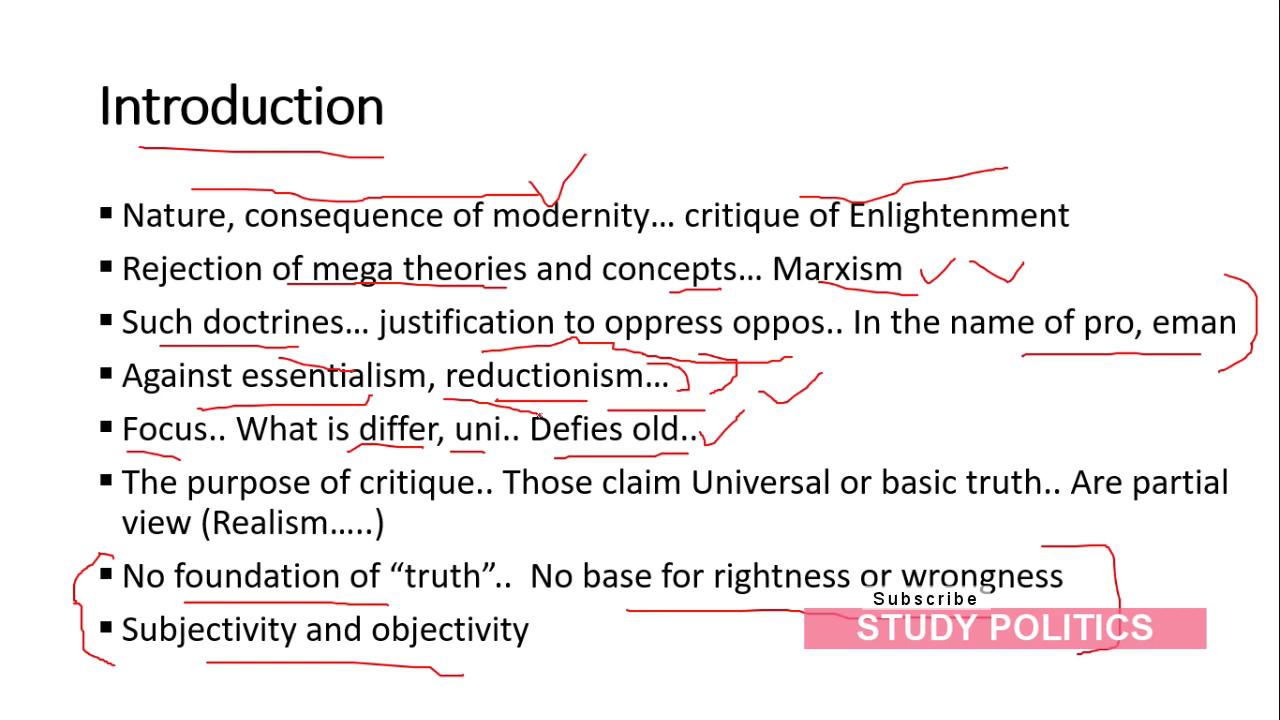 Introduction
▪ Nature, consequence of modernity... critique of Enlightenment
▪ Rejection of mega theories and concepts... Marxism
▪ Such doctrines... justification to oppress oppos.. In the name of pro, eman
▪ Against essentialism, reductionism...
▪ Focus.. What is differ, uni.. Defies old..
▪ The purpose of critique.. Those claim Universal or basic truth.. Are partial
view (Realism.....)
▪ No foundation of “truth”.. No base for rightness or wrongness
▪ Subjectivity and objectivity
Subscribe
STUDY POLITICS